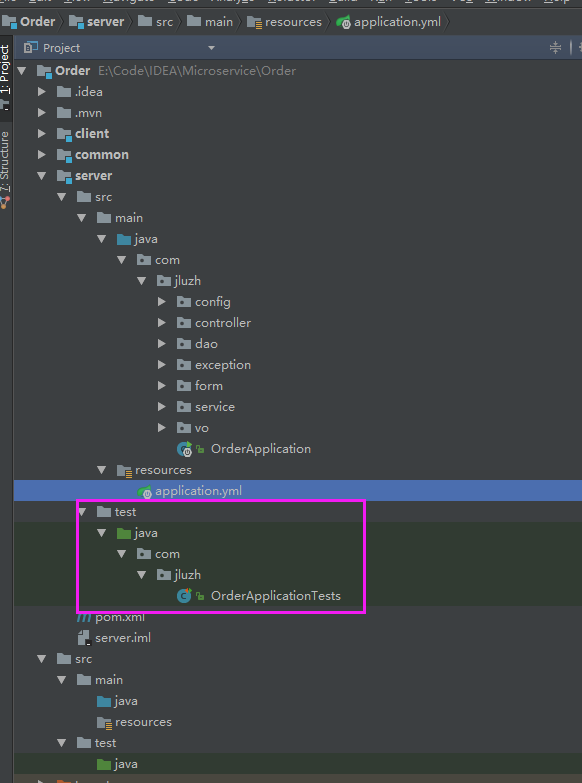 Order server src main resources application.yml
Project
1: Project
7: Structure
Order E:\Code\IDEA\Microservice\Order
.idea
.mvn
client
common
server
src
main
java
com
jluzh
config
controller
dao
exception
form
service
vo
OrderApplication
resources
application.yml
test
java
com
jluzh
OrderApplicationTests
pom.xml
server.iml
src
main
java
resources
test
java